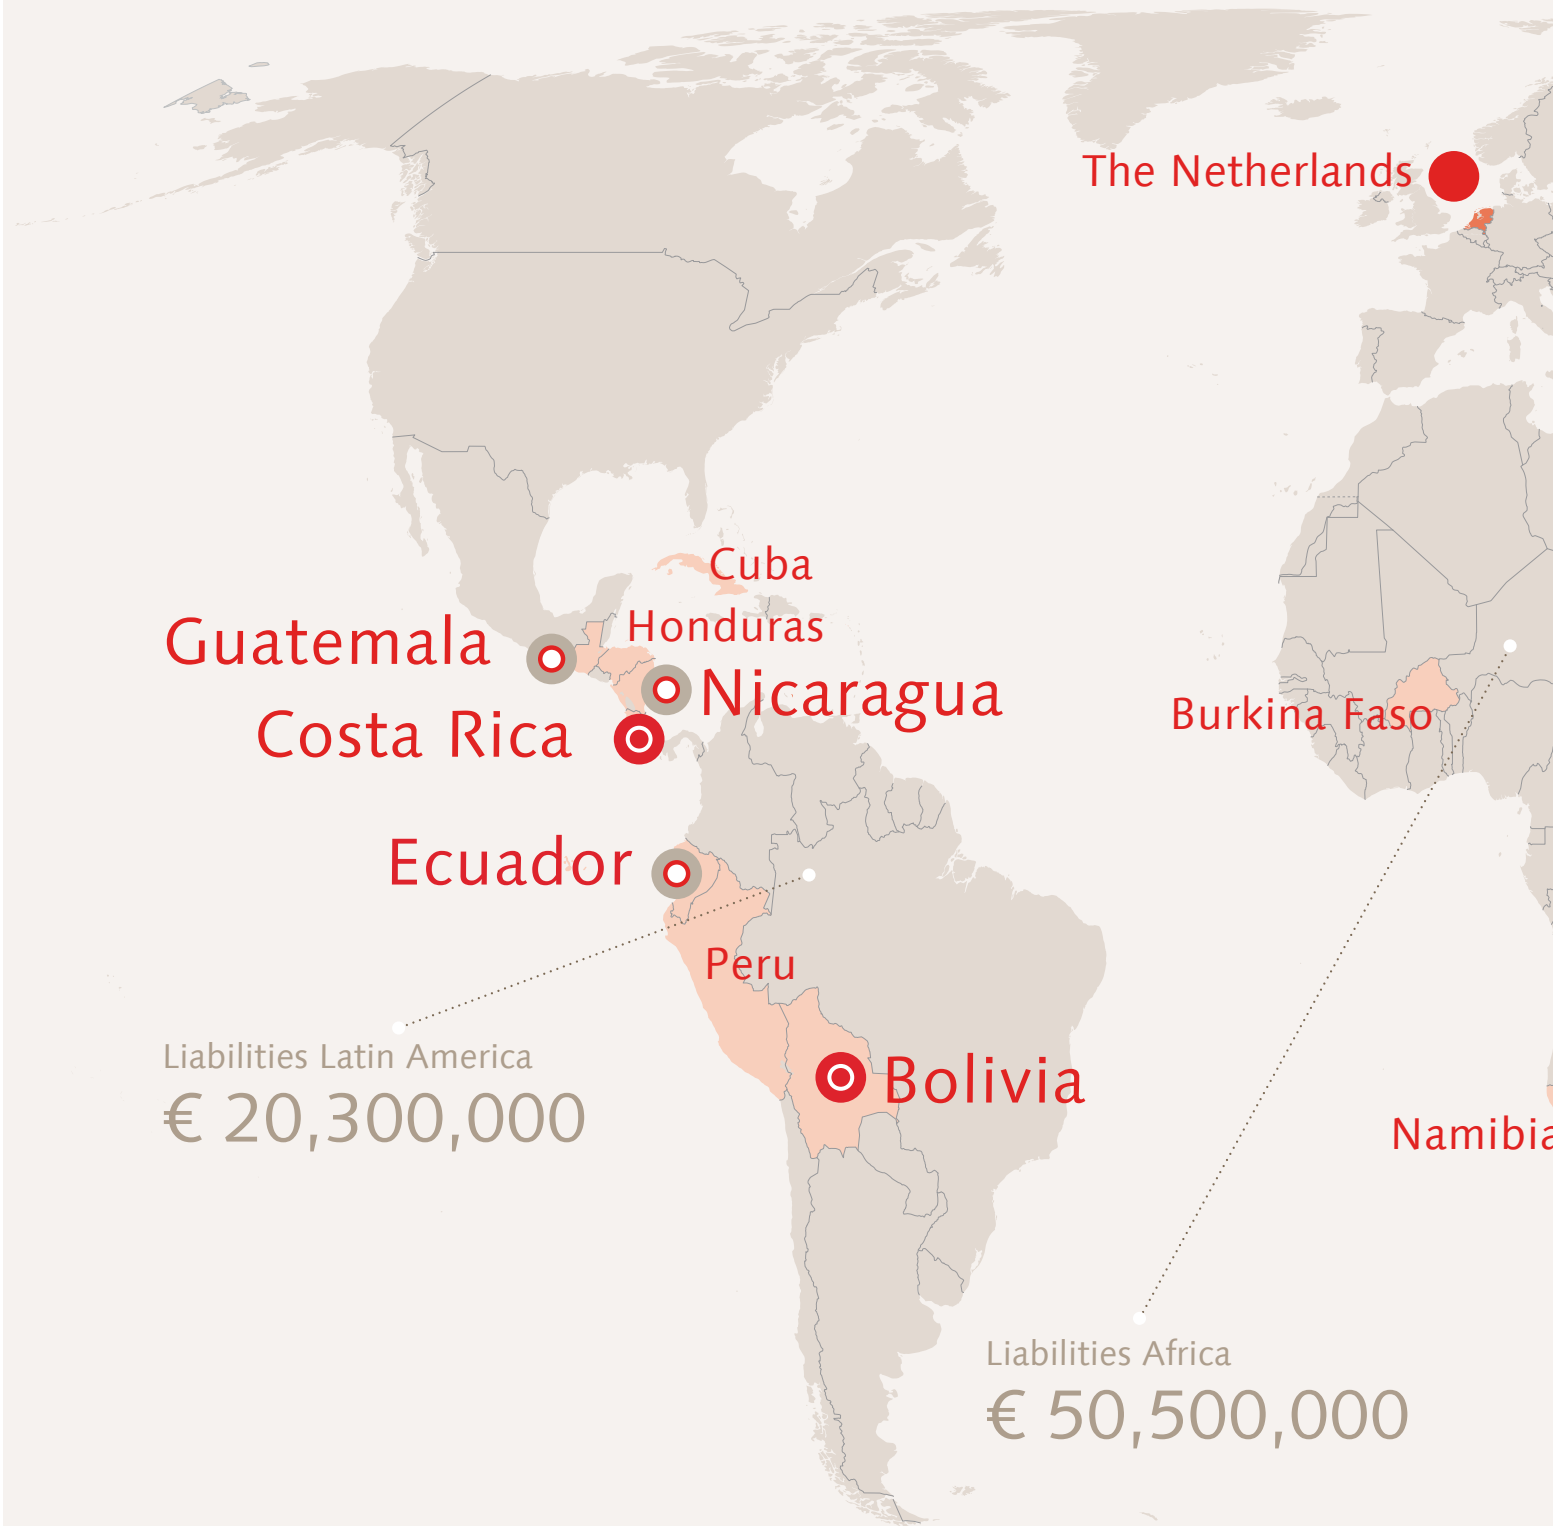 The Netherlands
Cuba
Honduras
Guatemala
Nicaragua
Costa Rica
Burkina Faso
Ecuador
Peru
Liabilities Latin America
€ 20,300,000
Bolivia
Namibia
Liabilities Africa
€ 50,500,000